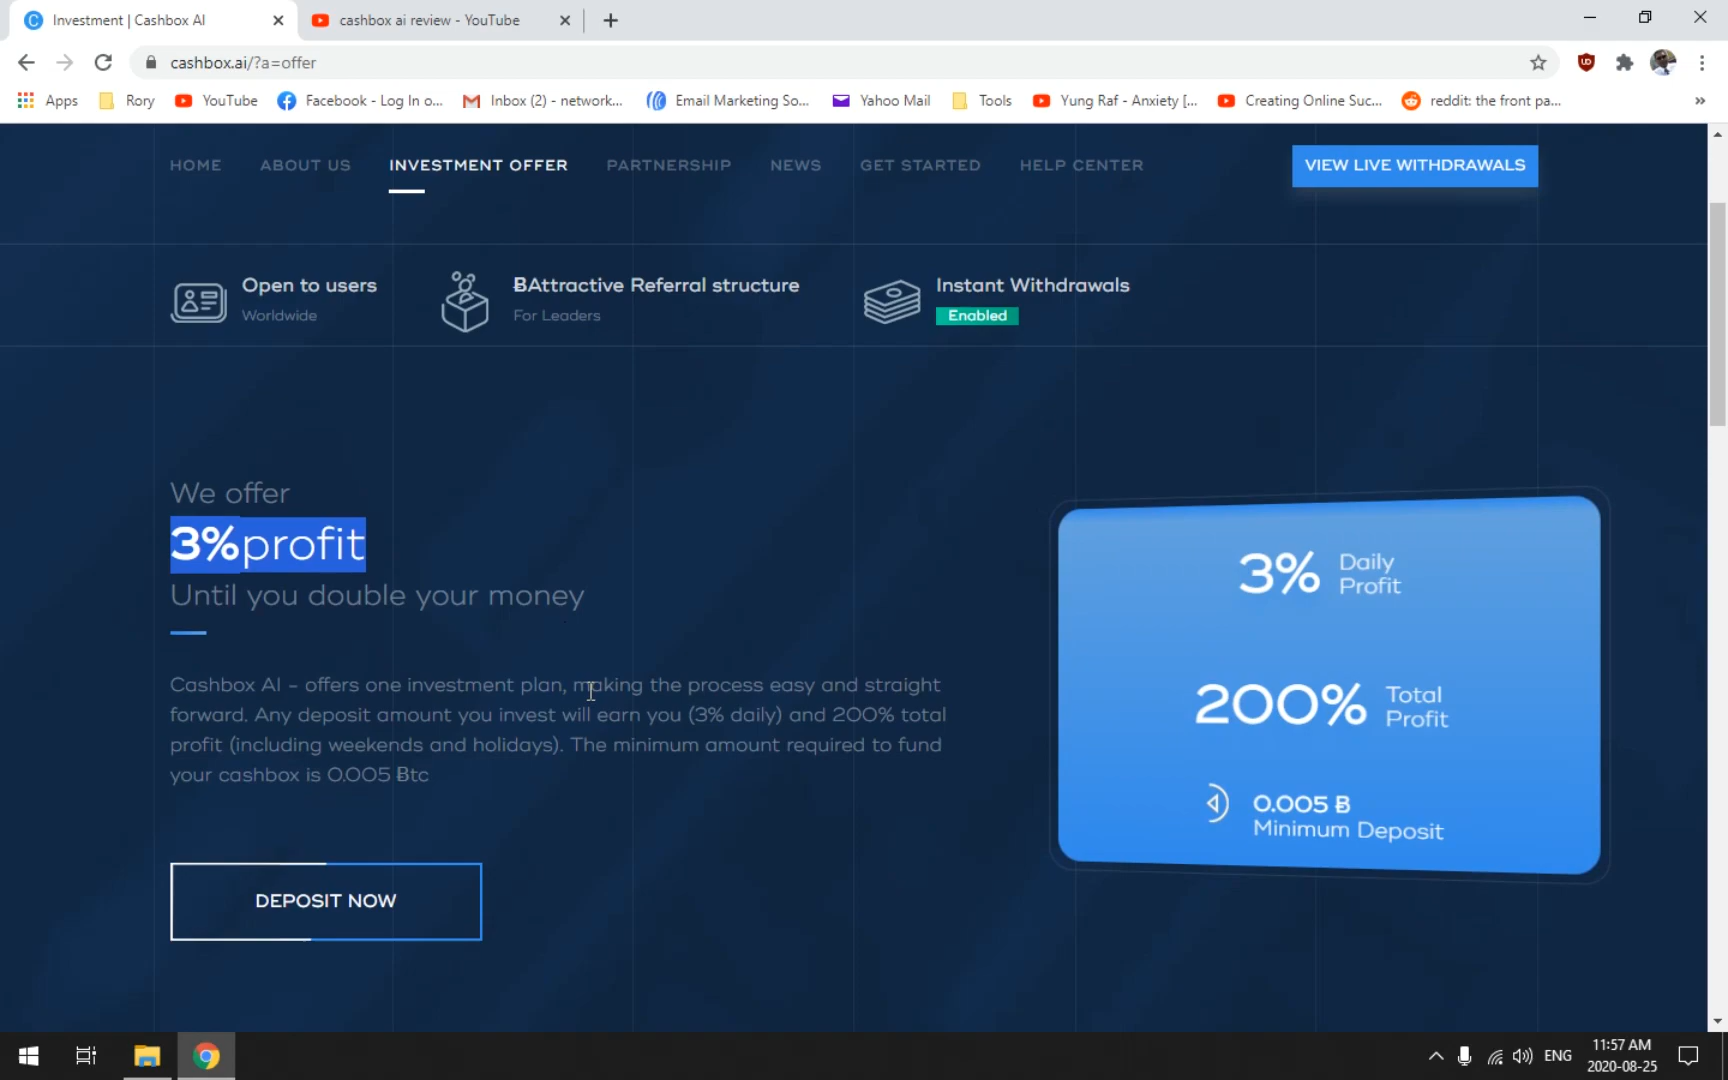 Investment | Cashbox AI
cashbox ai review - YouTube
cashbox.ai/?a=offer
Apps
Rory
YouTube
Facebook - Log In o...
Inbox (2) - network...
Email Marketing So...
Yahoo Mail
Tools
Yung Raf - Anxiety [...
Creating Online Suc...
reddit: the front pa...
HOME
ABOUT US
INVESTMENT OFFER
PARTNERSHIP
NEWS
GET STARTED
HELP CENTER
VIEW LIVE WITHDRAWALS
Open to users
Worldwide
ɃAttractive Referral structure
For Leaders
Instant Withdrawals
Enabled
We offer
3%profit
Until you double your money
Cashbox AI - offers one investment plan, making the process easy and straight
forward. Any deposit amount you invest will earn you (3% daily) and 200% total
profit (including weekends and holidays). The minimum amount required to fund
your cashbox is 0.005 Ƀtc
DEPOSIT NOW
3% Daily
Profit
200% Total
Profit
0.005 Ƀ
Minimum Deposit
ENG
11:57 AM
2020-08-25